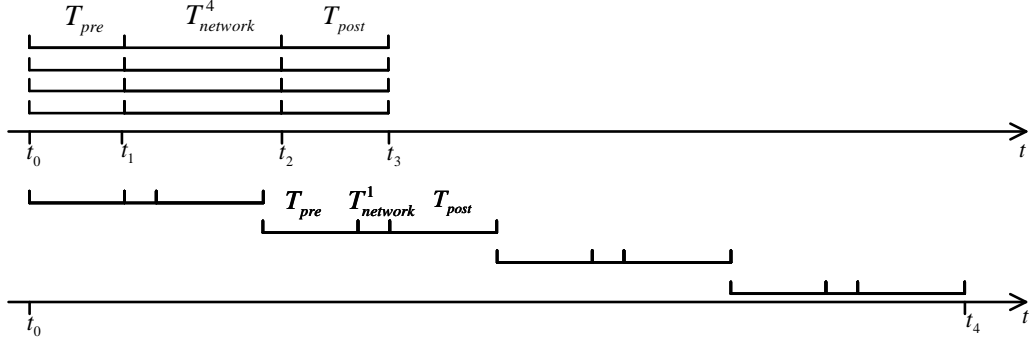 T_pre T^4_network T_post
t_0 t_1 t_2 t_3 t
T_pre T^1_network T_post
t_0 t_4 t